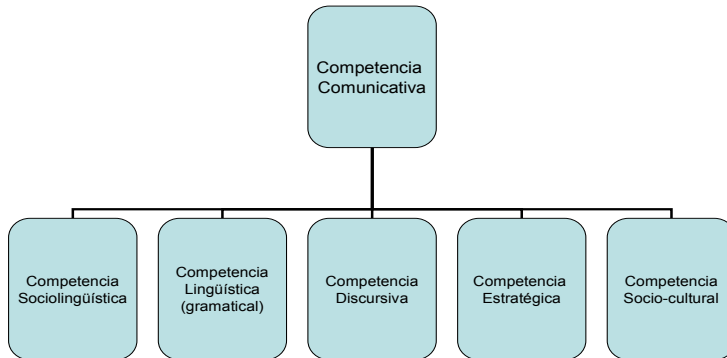 Competencia
Comunicativa
Competencia
Sociolingüística
Competencia
Lingüística
(gramatical)
Competencia
Discursiva
Competencia
Estratégica
Competencia
Socio-cultural